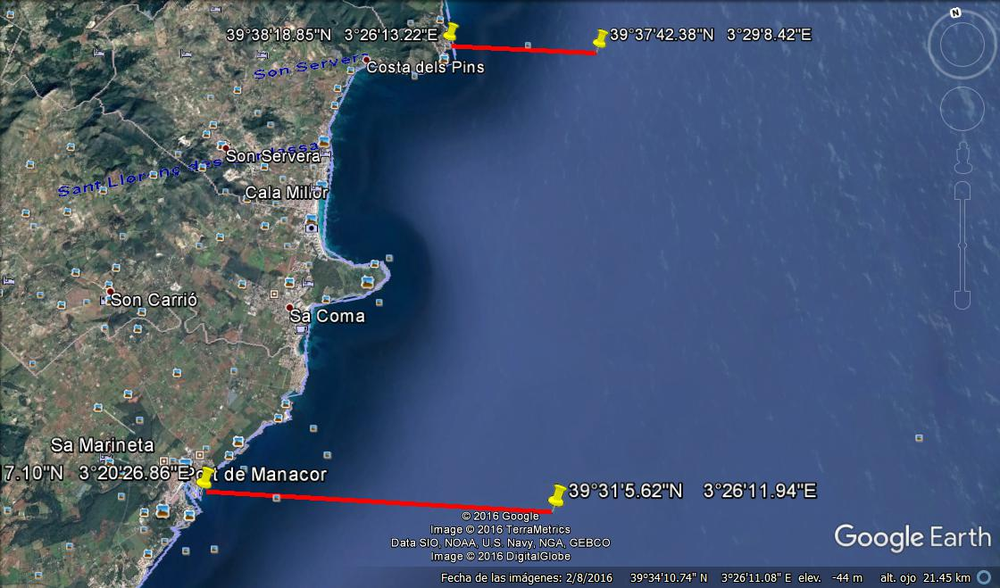 39°38'18.85"N 3°26'13.22"E
39°37'42.38"N 3°29'8.42"E
N
Son Servera
Costa dels Pins
Son Servera
Sant Llorenç des
Cala Millor
Son Carrió
Sa Coma
Sa Marineta
7.10"N 3°20'26.86"E
Port de Manacor
39°31'5.62"N 3°26'11.94"E
© 2016 Google
Image © 2016 TerraMetrics
Data SIO, NOAA, U.S. Navy, NGA, GEBCO
Image © 2016 DigitalGlobe
Google Earth
Fecha de las imágenes: 2/8/2016 39°34'10.74" N 3°26'11.08" E elev. -44 m alt. ojo 21.45 km